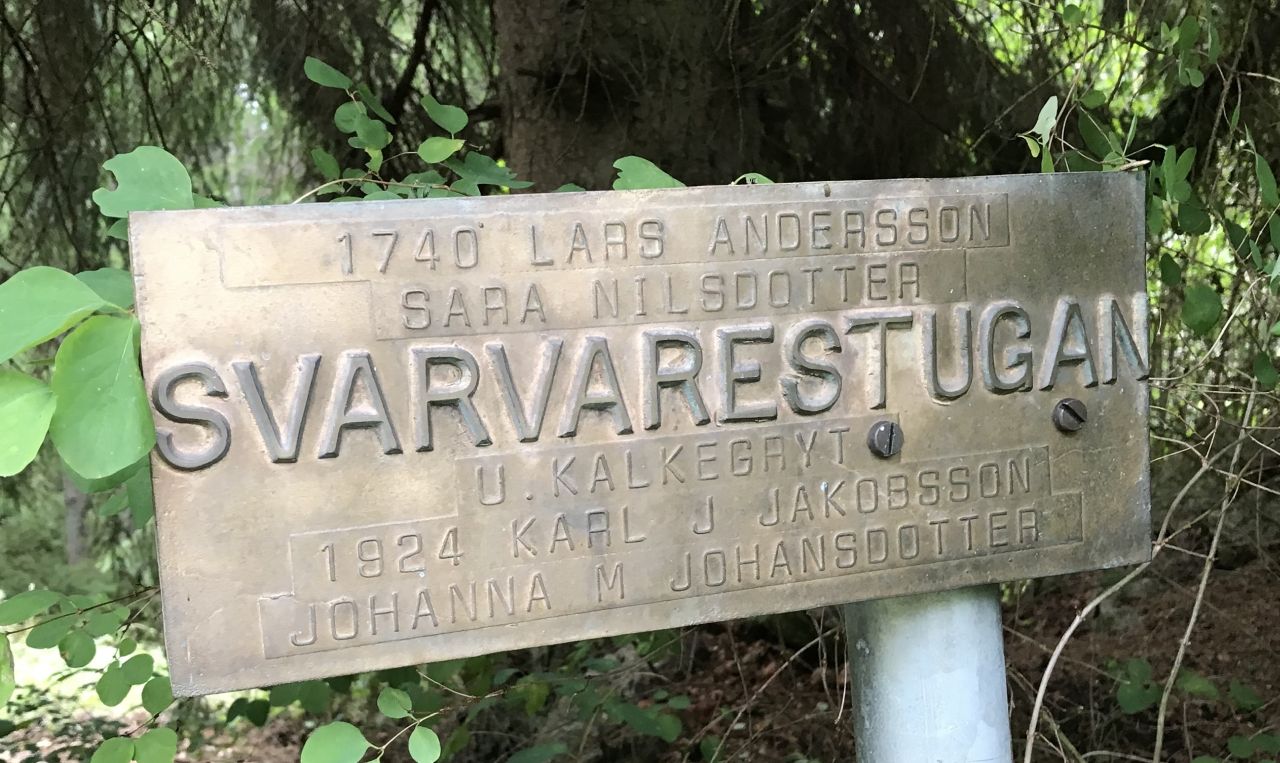 1740 LARS ANDERSSON
SARA NILSDOTTER
SVARVARESTUGAN
U. KALKEGRYT
1924 KARL J JAKOBSSON
JOHANNA M JOHANSDOTTER